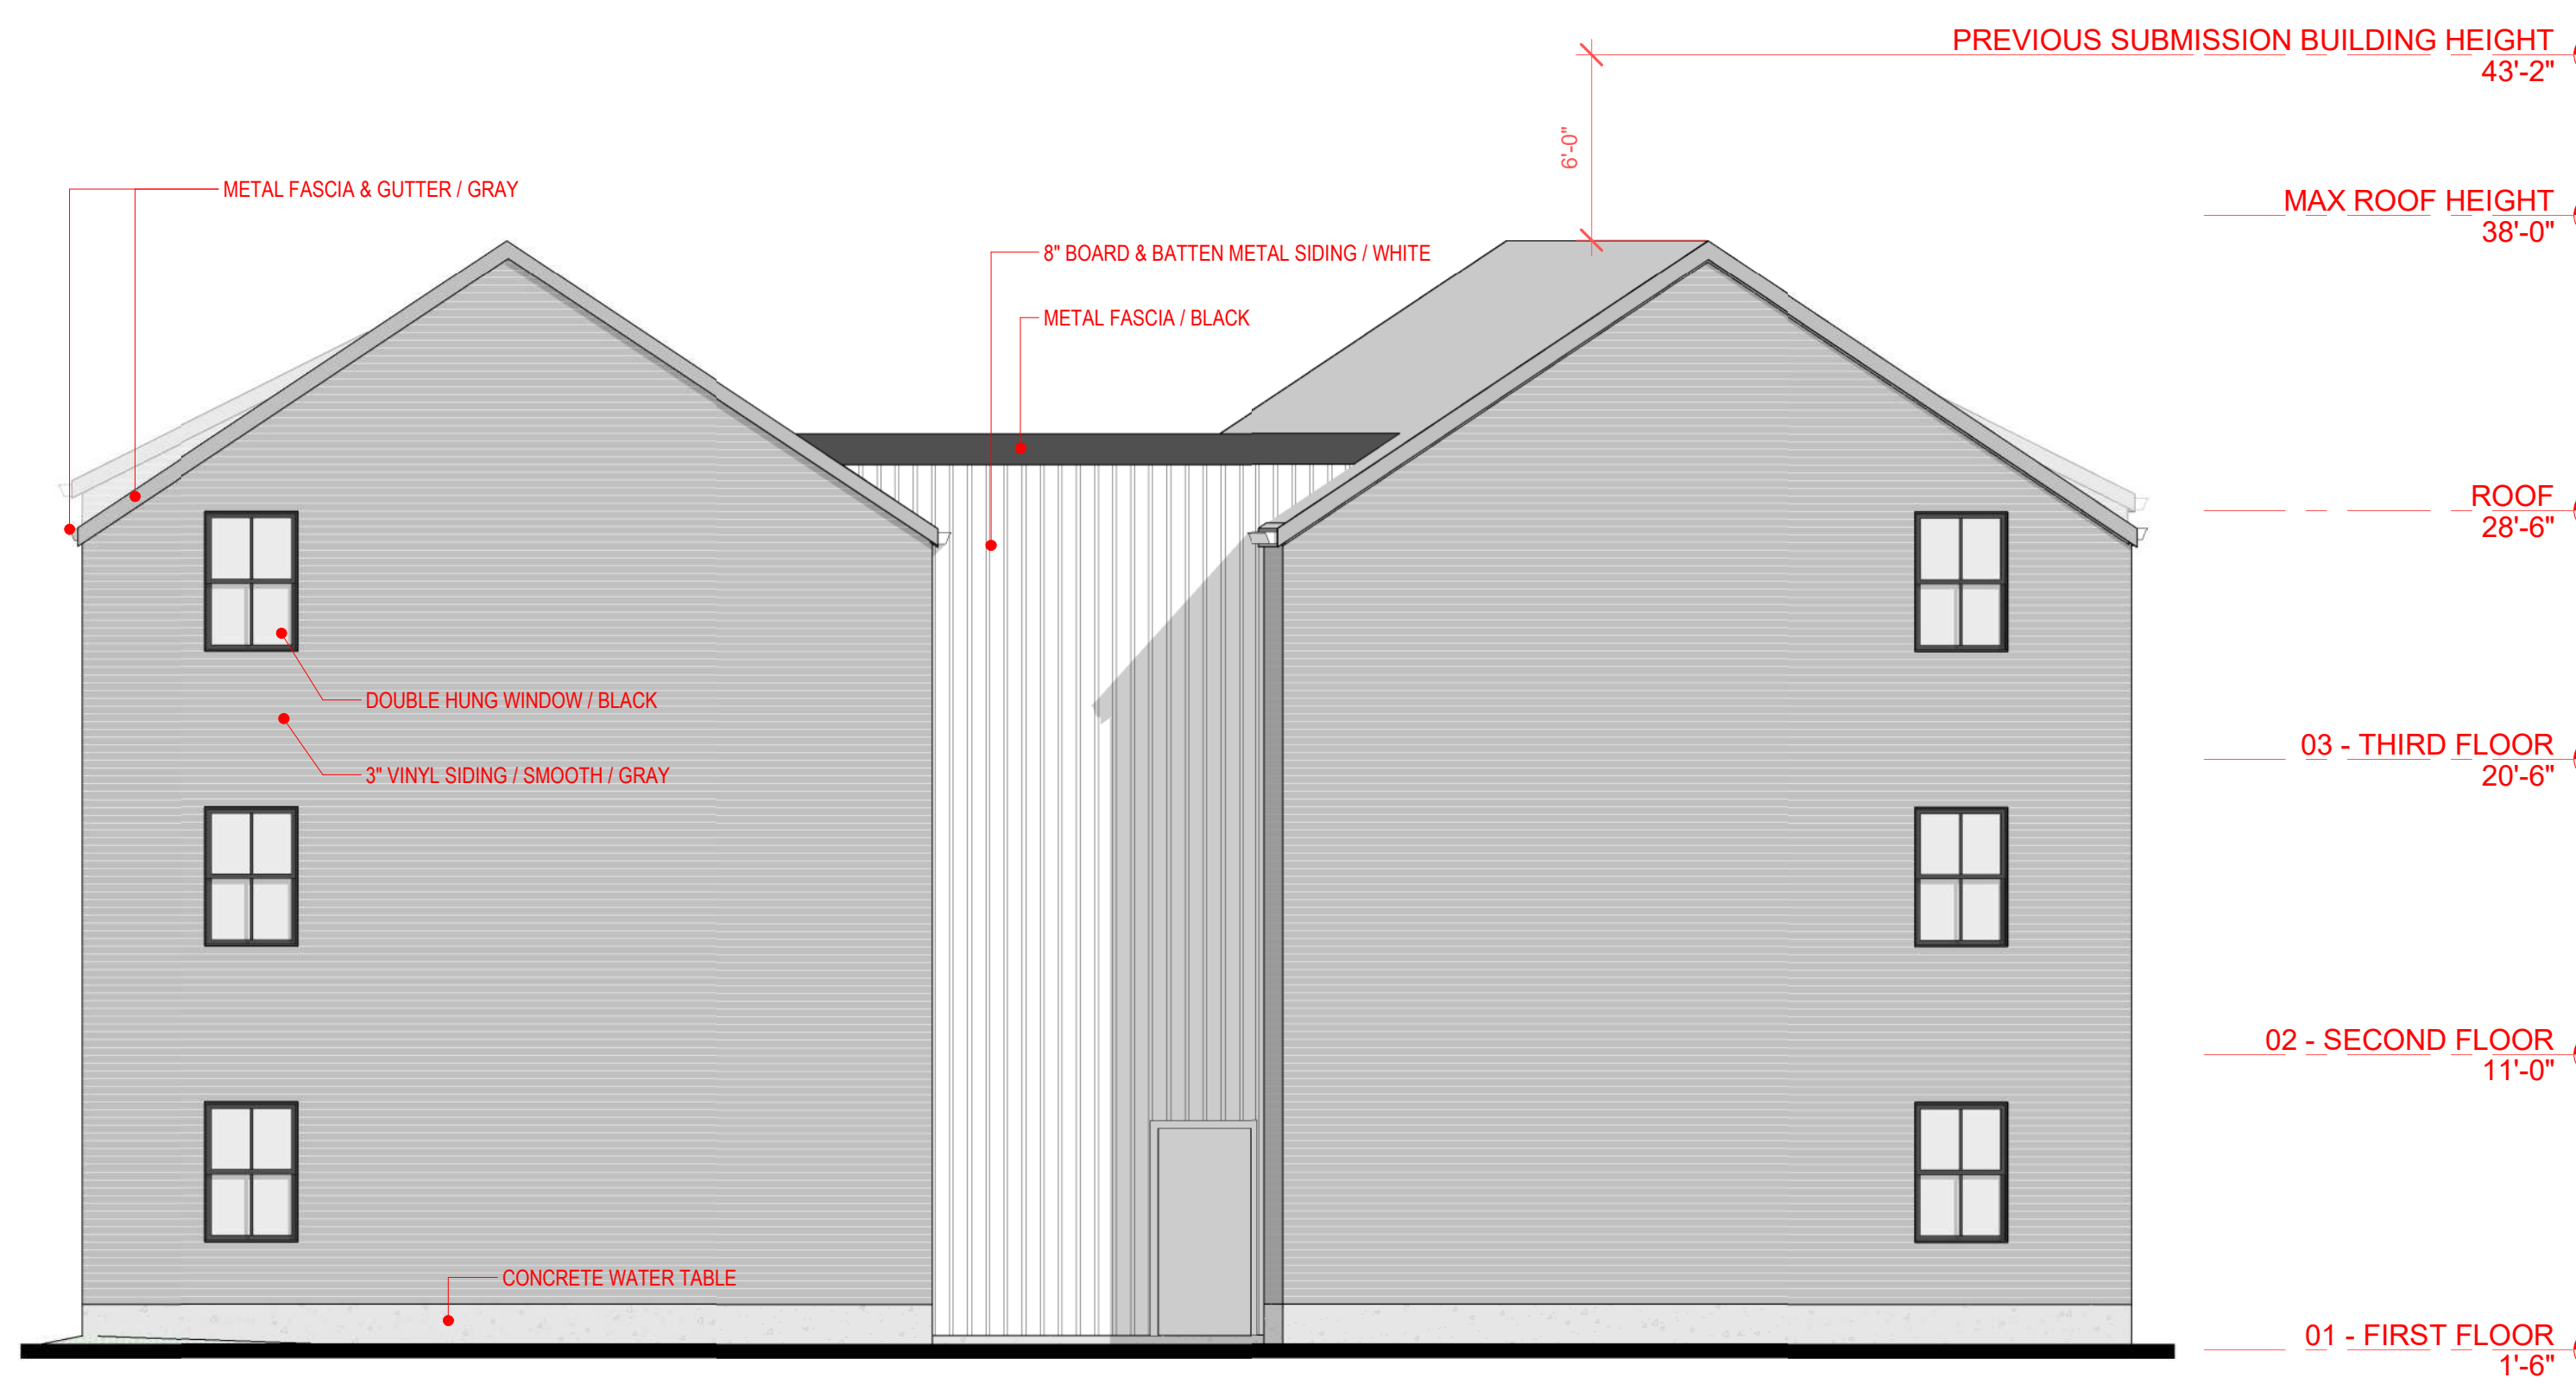 PREVIOUS SUBMISSION BUILDING HEIGHT
43'-2"
6'-0"
METAL FASCIA & GUTTER / GRAY
MAX ROOF HEIGHT
38'-0"
8" BOARD & BATTEN METAL SIDING / WHITE
METAL FASCIA / BLACK
ROOF
28'-6"
DOUBLE HUNG WINDOW / BLACK
03 - THIRD FLOOR
20'-6"
3" VINYL SIDING / SMOOTH / GRAY
02 - SECOND FLOOR
11'-0"
CONCRETE WATER TABLE
01 - FIRST FLOOR
1'-6"